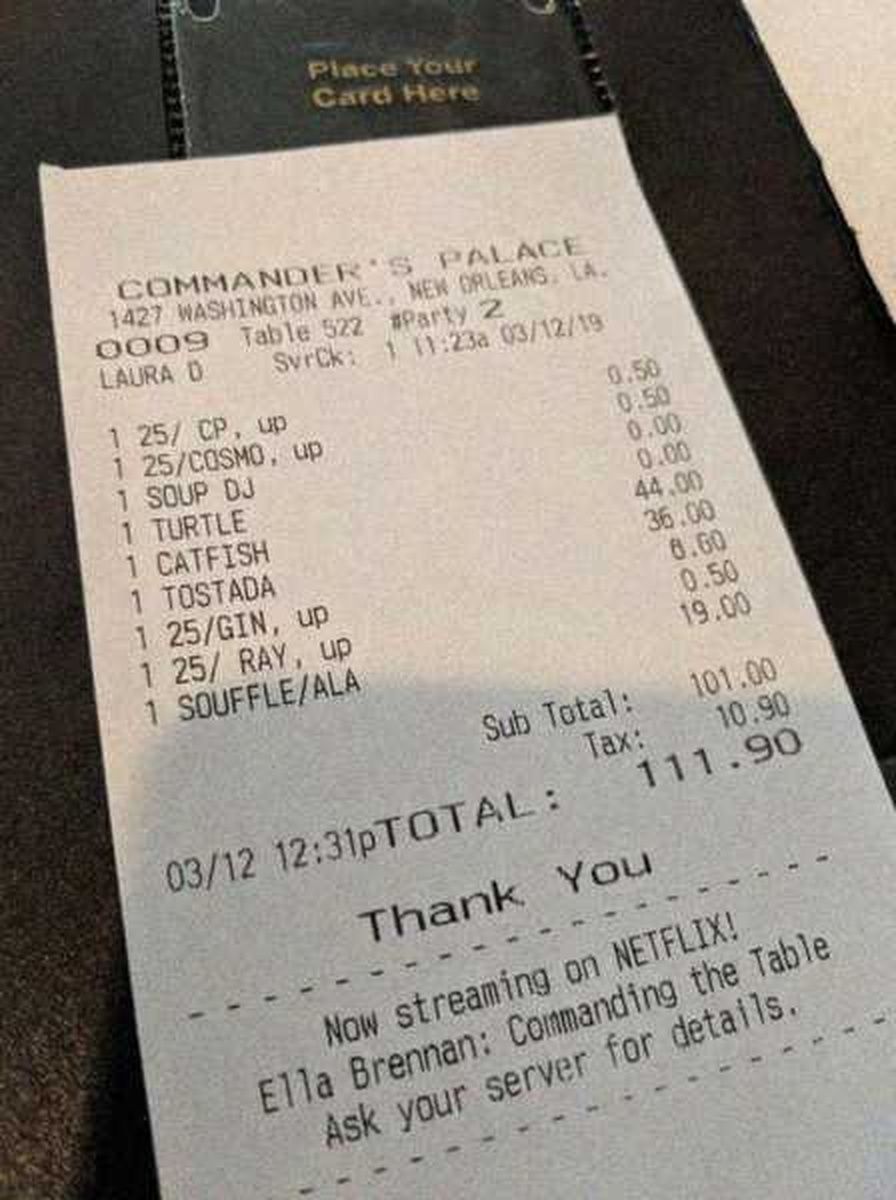 Place Your
Card Here
COMMANDER'S PALACE
1427 WASHINGTON AVE., NEW ORLEANS, LA.
0009 Table 522 #Party 2
LAURA D SvrCk: 1 11:23a 03/12/19
1 25/ CP, up 0.50
1 25/COSMO, up 0.50
1 SOUP DJ 0.00
1 TURTLE 0.00
1 CATFISH 44.00
1 TOSTADA 36.00
1 25/GIN, up
1 25/ RAY, up 0.50
1 SOUFFLE/ALA 19.00
Sub Total: 101.00
Tax: 10.90
03/12 12:31pTOTAL: 111.90
Thank You
- - - - - - - - - - - - - - - - - - - -
Now streaming on NETFLIX!
Ella Brennan: Commanding the Table
Ask your server for details.
- - - - - - - - - - - - - - - - - - - -